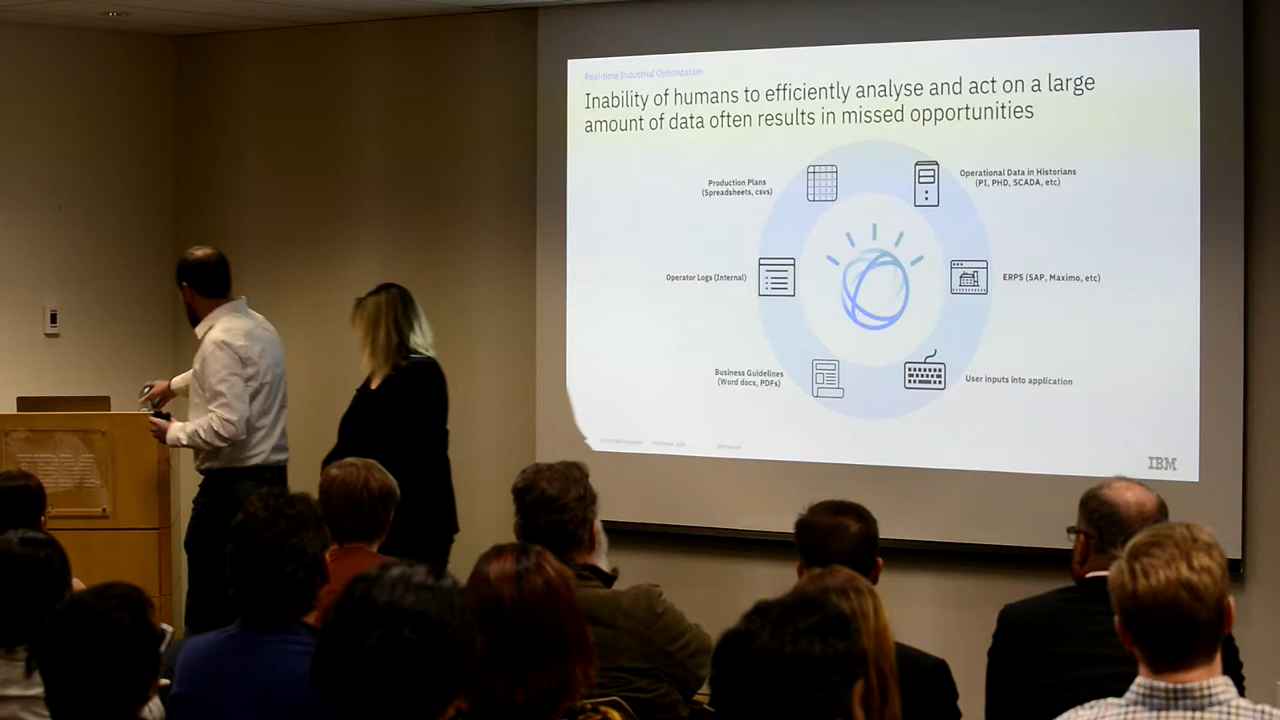 Real-time Industrial Optimization
Inability of humans to efficiently analyse and act on a large
amount of data often results in missed opportunities
Production Plans
(Spreadsheets, csvs)
Operational Data in Historians
(PI, PHD, SCADA, etc)
Operator Logs (Internal)
ERPS (SAP, Maximo, etc)
Business Guidelines
(Word docs, PDFs)
User inputs into application
IBM
IBM